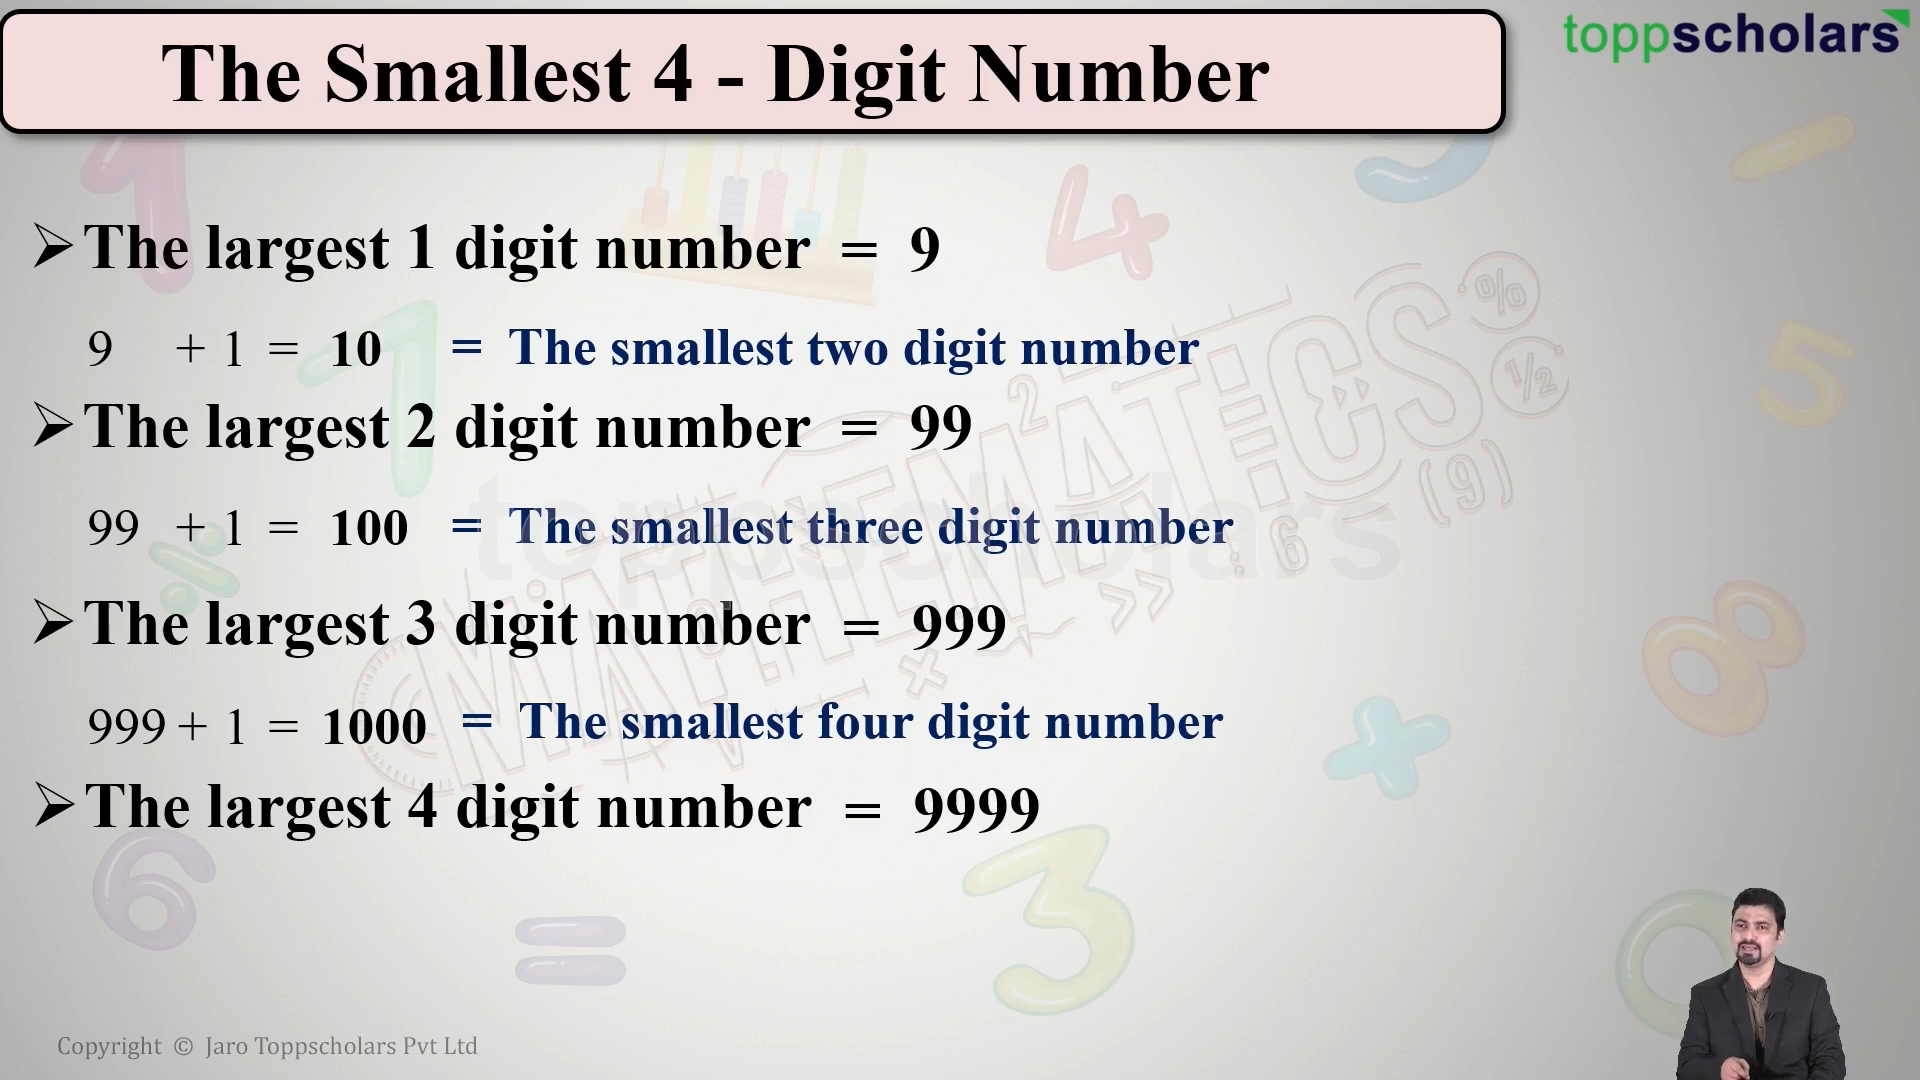 The Smallest 4 - Digit Number
toppscholars
➢ The largest 1 digit number = 9
9 + 1 = 10 = The smallest two digit number
➢ The largest 2 digit number = 99
99 + 1 = 100 = The smallest three digit number
➢ The largest 3 digit number = 999
999 + 1 = 1000 = The smallest four digit number
➢ The largest 4 digit number = 9999
toppscholars
MATHEMATICS
Copyright © Jaro Toppscholars Pvt Ltd